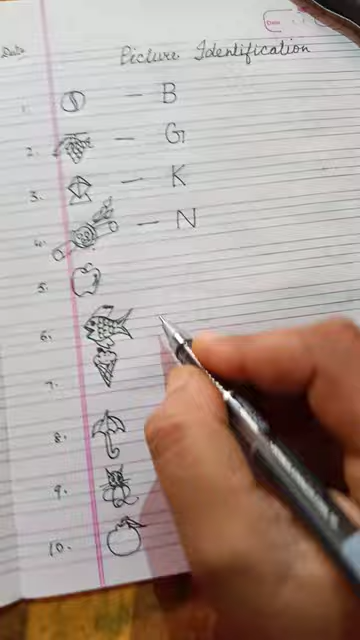 Date
Date
Picture Identification
1. — B
2. — G
3. — K
4. — N
5.
6.
7.
8.
9.
10.